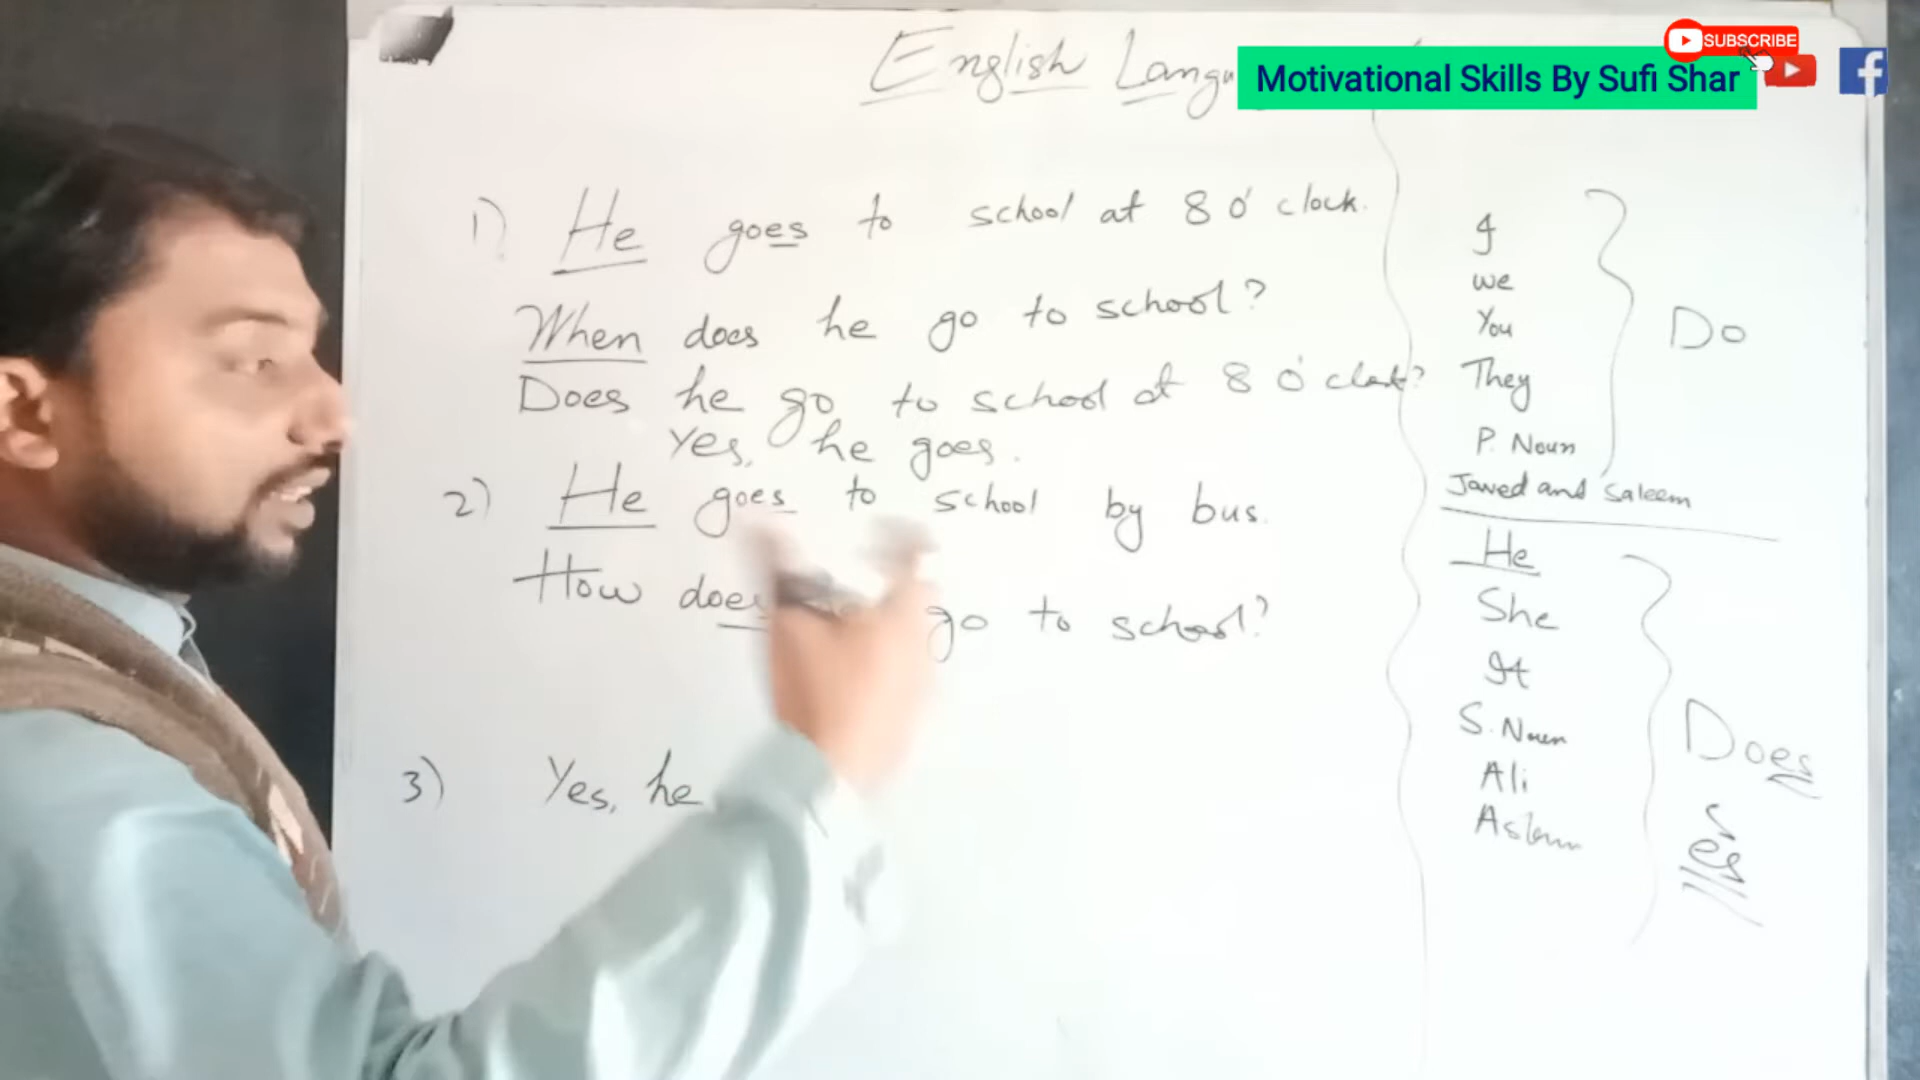 English Langu
SUBSCRIBE
Motivational Skills By Sufi Shar
1) He goes to school at 8 O' clock.
When does he go to school?
Does he go to school at 8 O' clock?
Yes, he goes.
2) He goes to school by bus.
How does go to school?
3) Yes, he
I
we
You
They
P. Noun
Javed and Saleem
Do
He
She
It
S. Noun
Ali
Aslam
Does
es